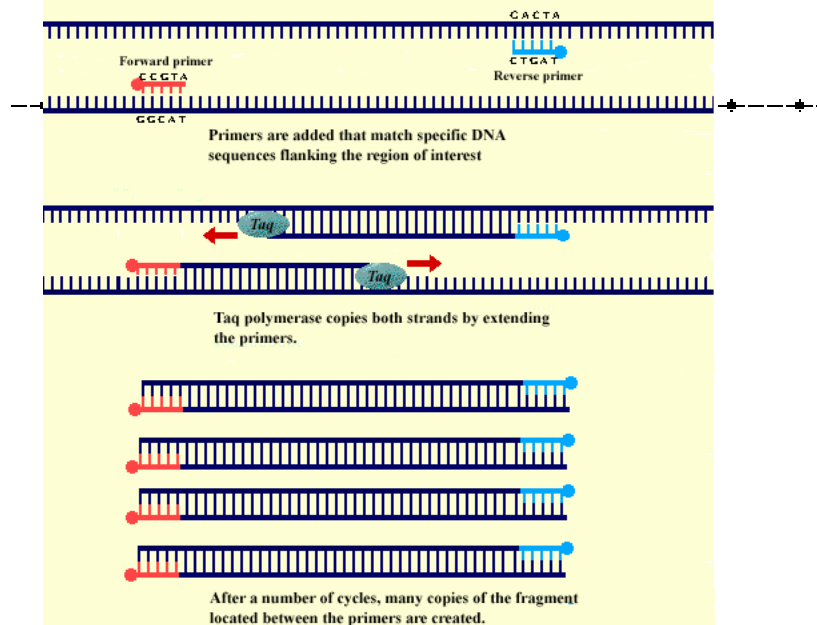 GACTA
Forward primer
CCGTA
CTGAT
Reverse primer
GGCAT
Primers are added that match specific DNA
sequences flanking the region of interest
Taq
Taq
Taq polymerase copies both strands by extending
the primers.
After a number of cycles, many copies of the fragment
located between the primers are created.